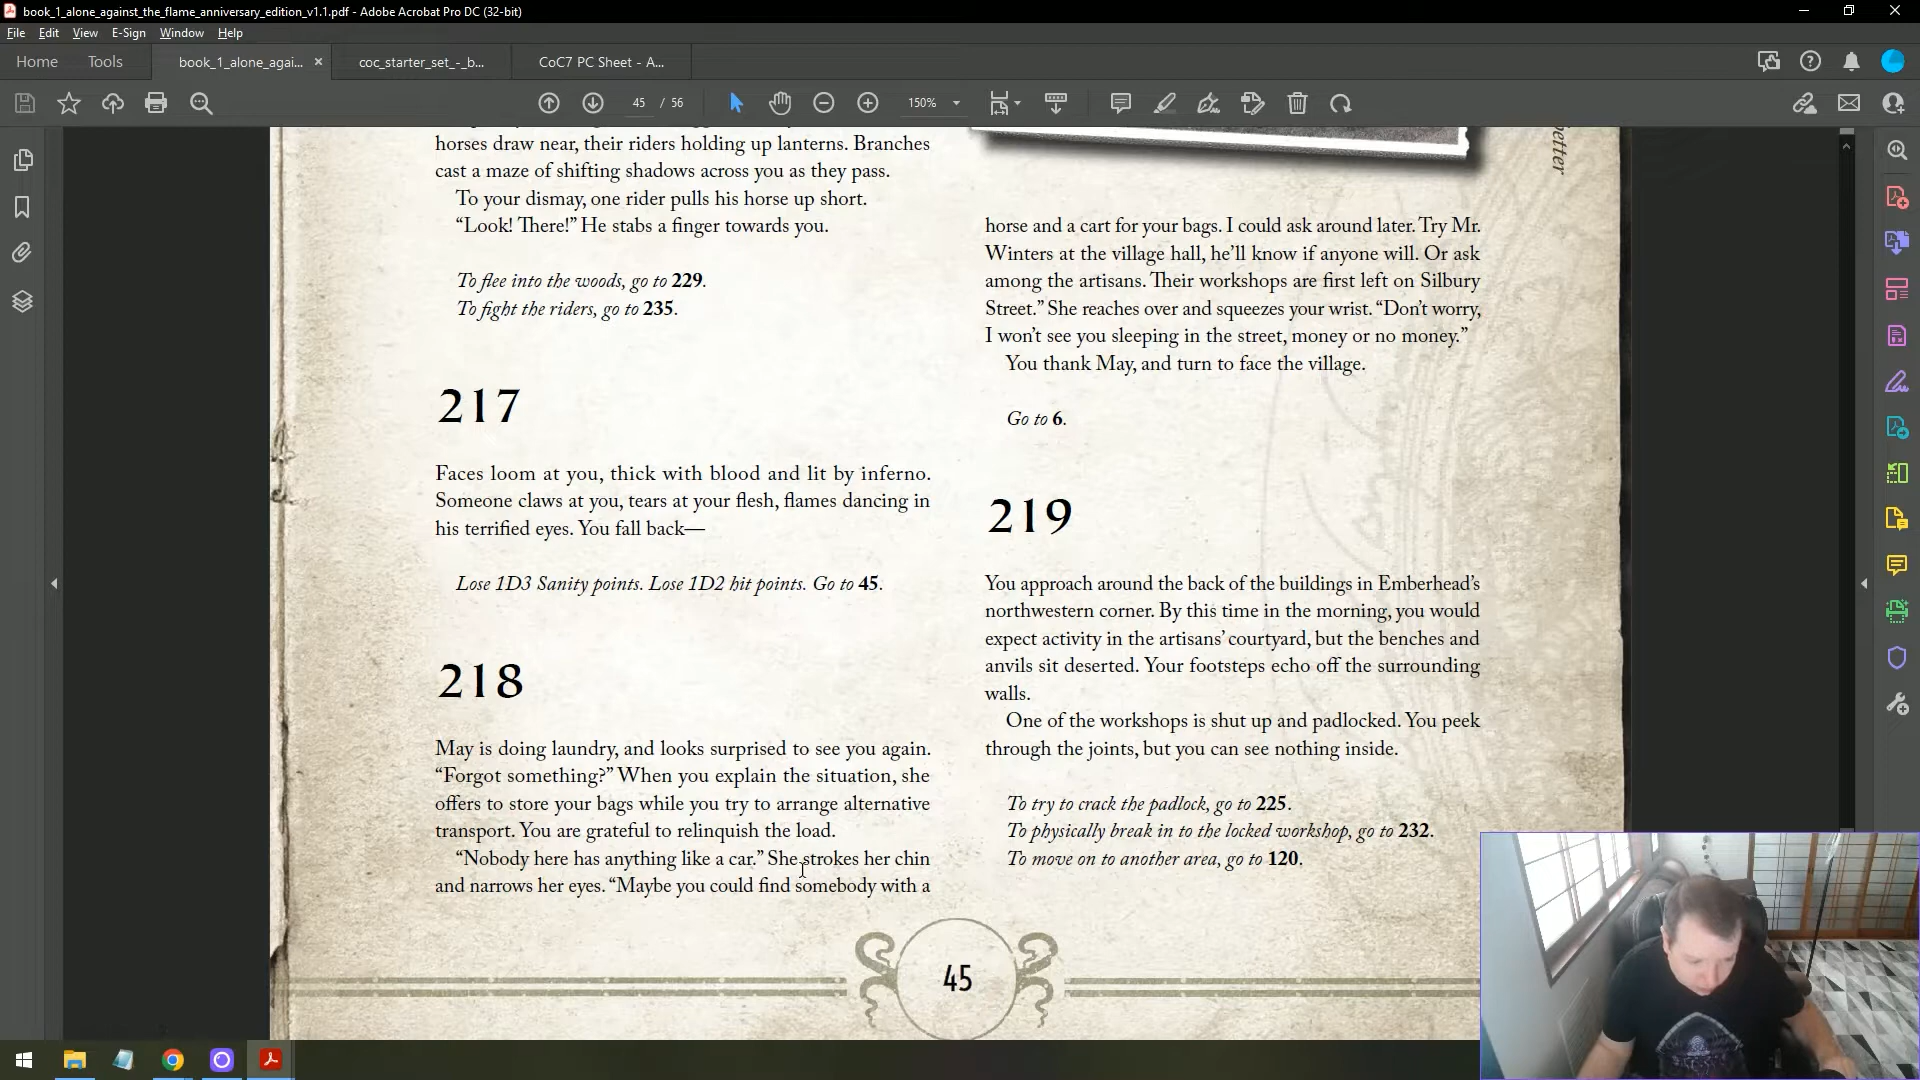 book_1_alone_against_the_flame_anniversary_edition_v1.1.pdf - Adobe Acrobat Pro DC (32-bit)
File Edit View E-Sign Window Help
Home Tools book_1_alone_agai... coc_starter_set_-_b... CoC7 PC Sheet - A...
45 / 56 150%
horses draw near, their riders holding up lanterns. Branches
cast a maze of shifting shadows across you as they pass.
To your dismay, one rider pulls his horse up short.
“Look! There!” He stabs a finger towards you.
To flee into the woods, go to 229.
To fight the riders, go to 235.
217
Faces loom at you, thick with blood and lit by inferno.
Someone claws at you, tears at your flesh, flames dancing in
his terrified eyes. You fall back—
Lose 1D3 Sanity points. Lose 1D2 hit points. Go to 45.
218
May is doing laundry, and looks surprised to see you again.
“Forgot something?” When you explain the situation, she
offers to store your bags while you try to arrange alternative
transport. You are grateful to relinquish the load.
“Nobody here has anything like a car.” She strokes her chin
and narrows her eyes. “Maybe you could find somebody with a
etter
horse and a cart for your bags. I could ask around later. Try Mr.
Winters at the village hall, he’ll know if anyone will. Or ask
among the artisans. Their workshops are first left on Silbury
Street.” She reaches over and squeezes your wrist. “Don’t worry,
I won’t see you sleeping in the street, money or no money.”
You thank May, and turn to face the village.
Go to 6.
219
You approach around the back of the buildings in Emberhead’s
northwestern corner. By this time in the morning, you would
expect activity in the artisans’ courtyard, but the benches and
anvils sit deserted. Your footsteps echo off the surrounding
walls.
One of the workshops is shut up and padlocked. You peek
through the joints, but you can see nothing inside.
To try to crack the padlock, go to 225.
To physically break in to the locked workshop, go to 232.
To move on to another area, go to 120.
45